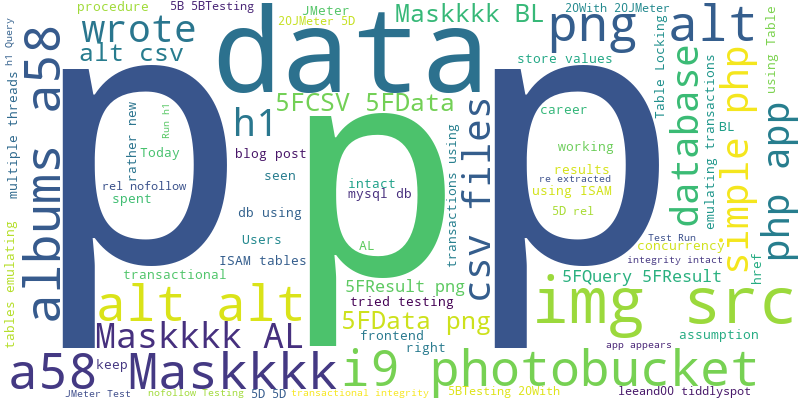 procedure
5B 5BTesting
JMeter
20JMeter 5D
Maskkkk BL
20With 20JMeter
png alt
wrote
alt csv
data
store values
h1 Query
multiple threads
albums a58
p p
p
5FCSV 5FData
h1
csv files
career
Table Locking
database
emulating transactions
simple php
using Table
php app
BL
rather new
Run h1
Today
blog post
rel nofollow
seen
intact
mysql db
transactions using
working
results
re extracted
using ISAM
spent
db using
5D rel
Users
AL
Test Run
concurrency
integrity intact
ISAM tables
transactional
tables emulating
5FResult png
tried testing
5FQuery 5FResult
href
alt alt
img src
5FData png
Maskkkk AL
frontend
right
assumption
app appears
a58
keep
Maskkkk
i9 photobucket
JMeter Test
nofollow Testing
5D 5D
transactional integrity
5BTesting 20With
leeand00 tiddlyspot